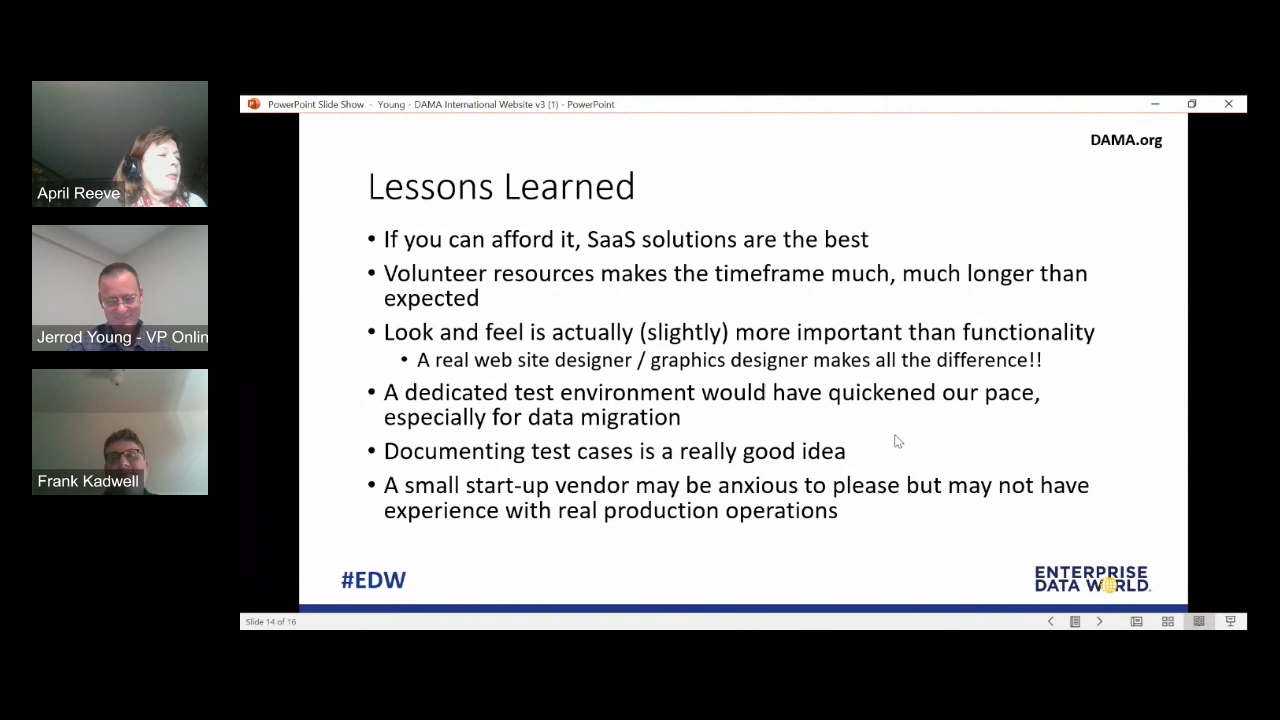 April Reeve
Jerrod Young - VP Onlin
Frank Kadwell
PowerPoint Slide Show - Young - DAMA International Website v3 (1) - PowerPoint
DAMA.org
Lessons Learned
• If you can afford it, SaaS solutions are the best
• Volunteer resources makes the timeframe much, much longer than
expected
• Look and feel is actually (slightly) more important than functionality
• A real web site designer / graphics designer makes all the difference!!
• A dedicated test environment would have quickened our pace,
especially for data migration
• Documenting test cases is a really good idea
• A small start-up vendor may be anxious to please but may not have
experience with real production operations
#EDW
ENTERPRISE
DATA WORLD
Slide 14 of 16